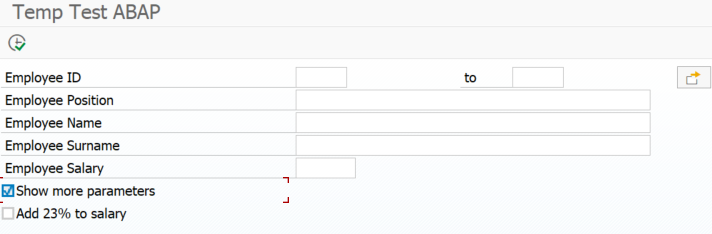 Temp Test ABAP
Employee ID to
Employee Position
Employee Name
Employee Surname
Employee Salary
Show more parameters
Add 23% to salary